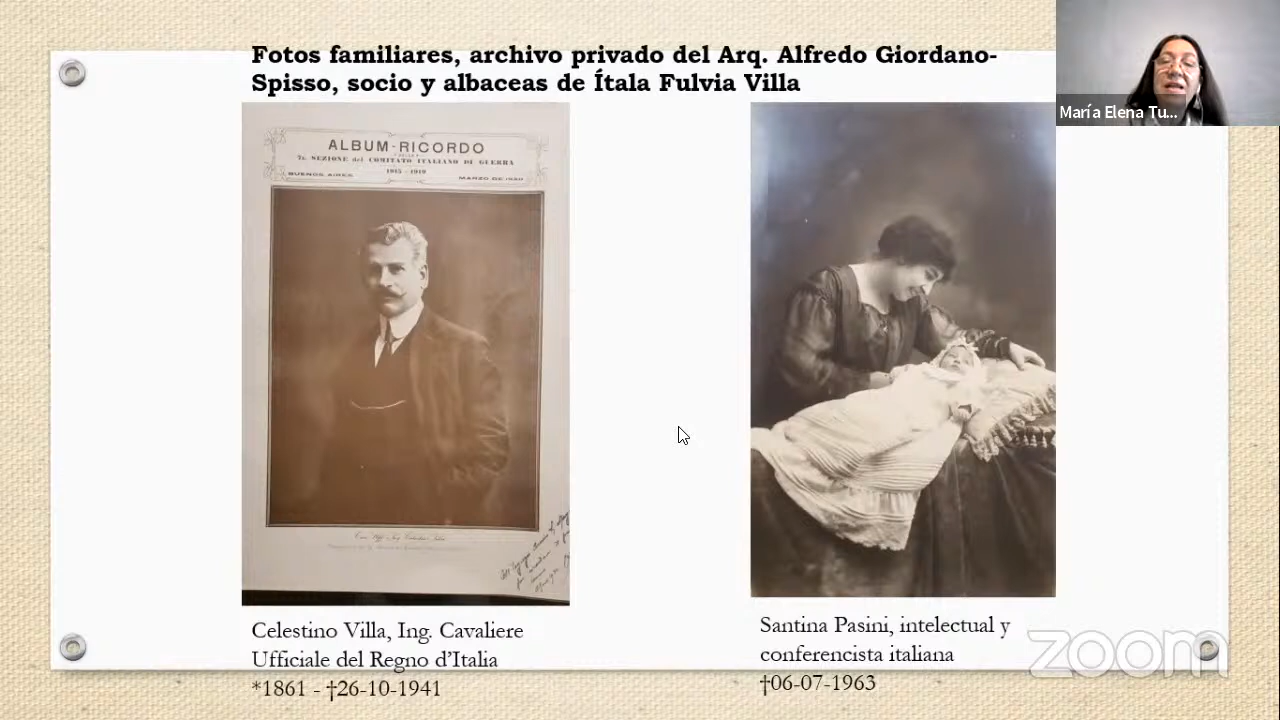 Fotos familiares, archivo privado del Arq. Alfredo Giordano-
Spisso, socio y albaceas de Ítala Fulvia Villa
María Elena Tu...
ALBUM-RICORDO
7a. SEZIONE del COMITATO ITALIANO DI GUERRA
BUENOS AIRES
1915 - 1919
MARZO DE 1920
Celestino Villa, Ing. Cavaliere
Ufficiale del Regno d'Italia
*1861 - †26-10-1941
Santina Pasini, intelectual y
conferencista italiana
†06-07-1963
zoom